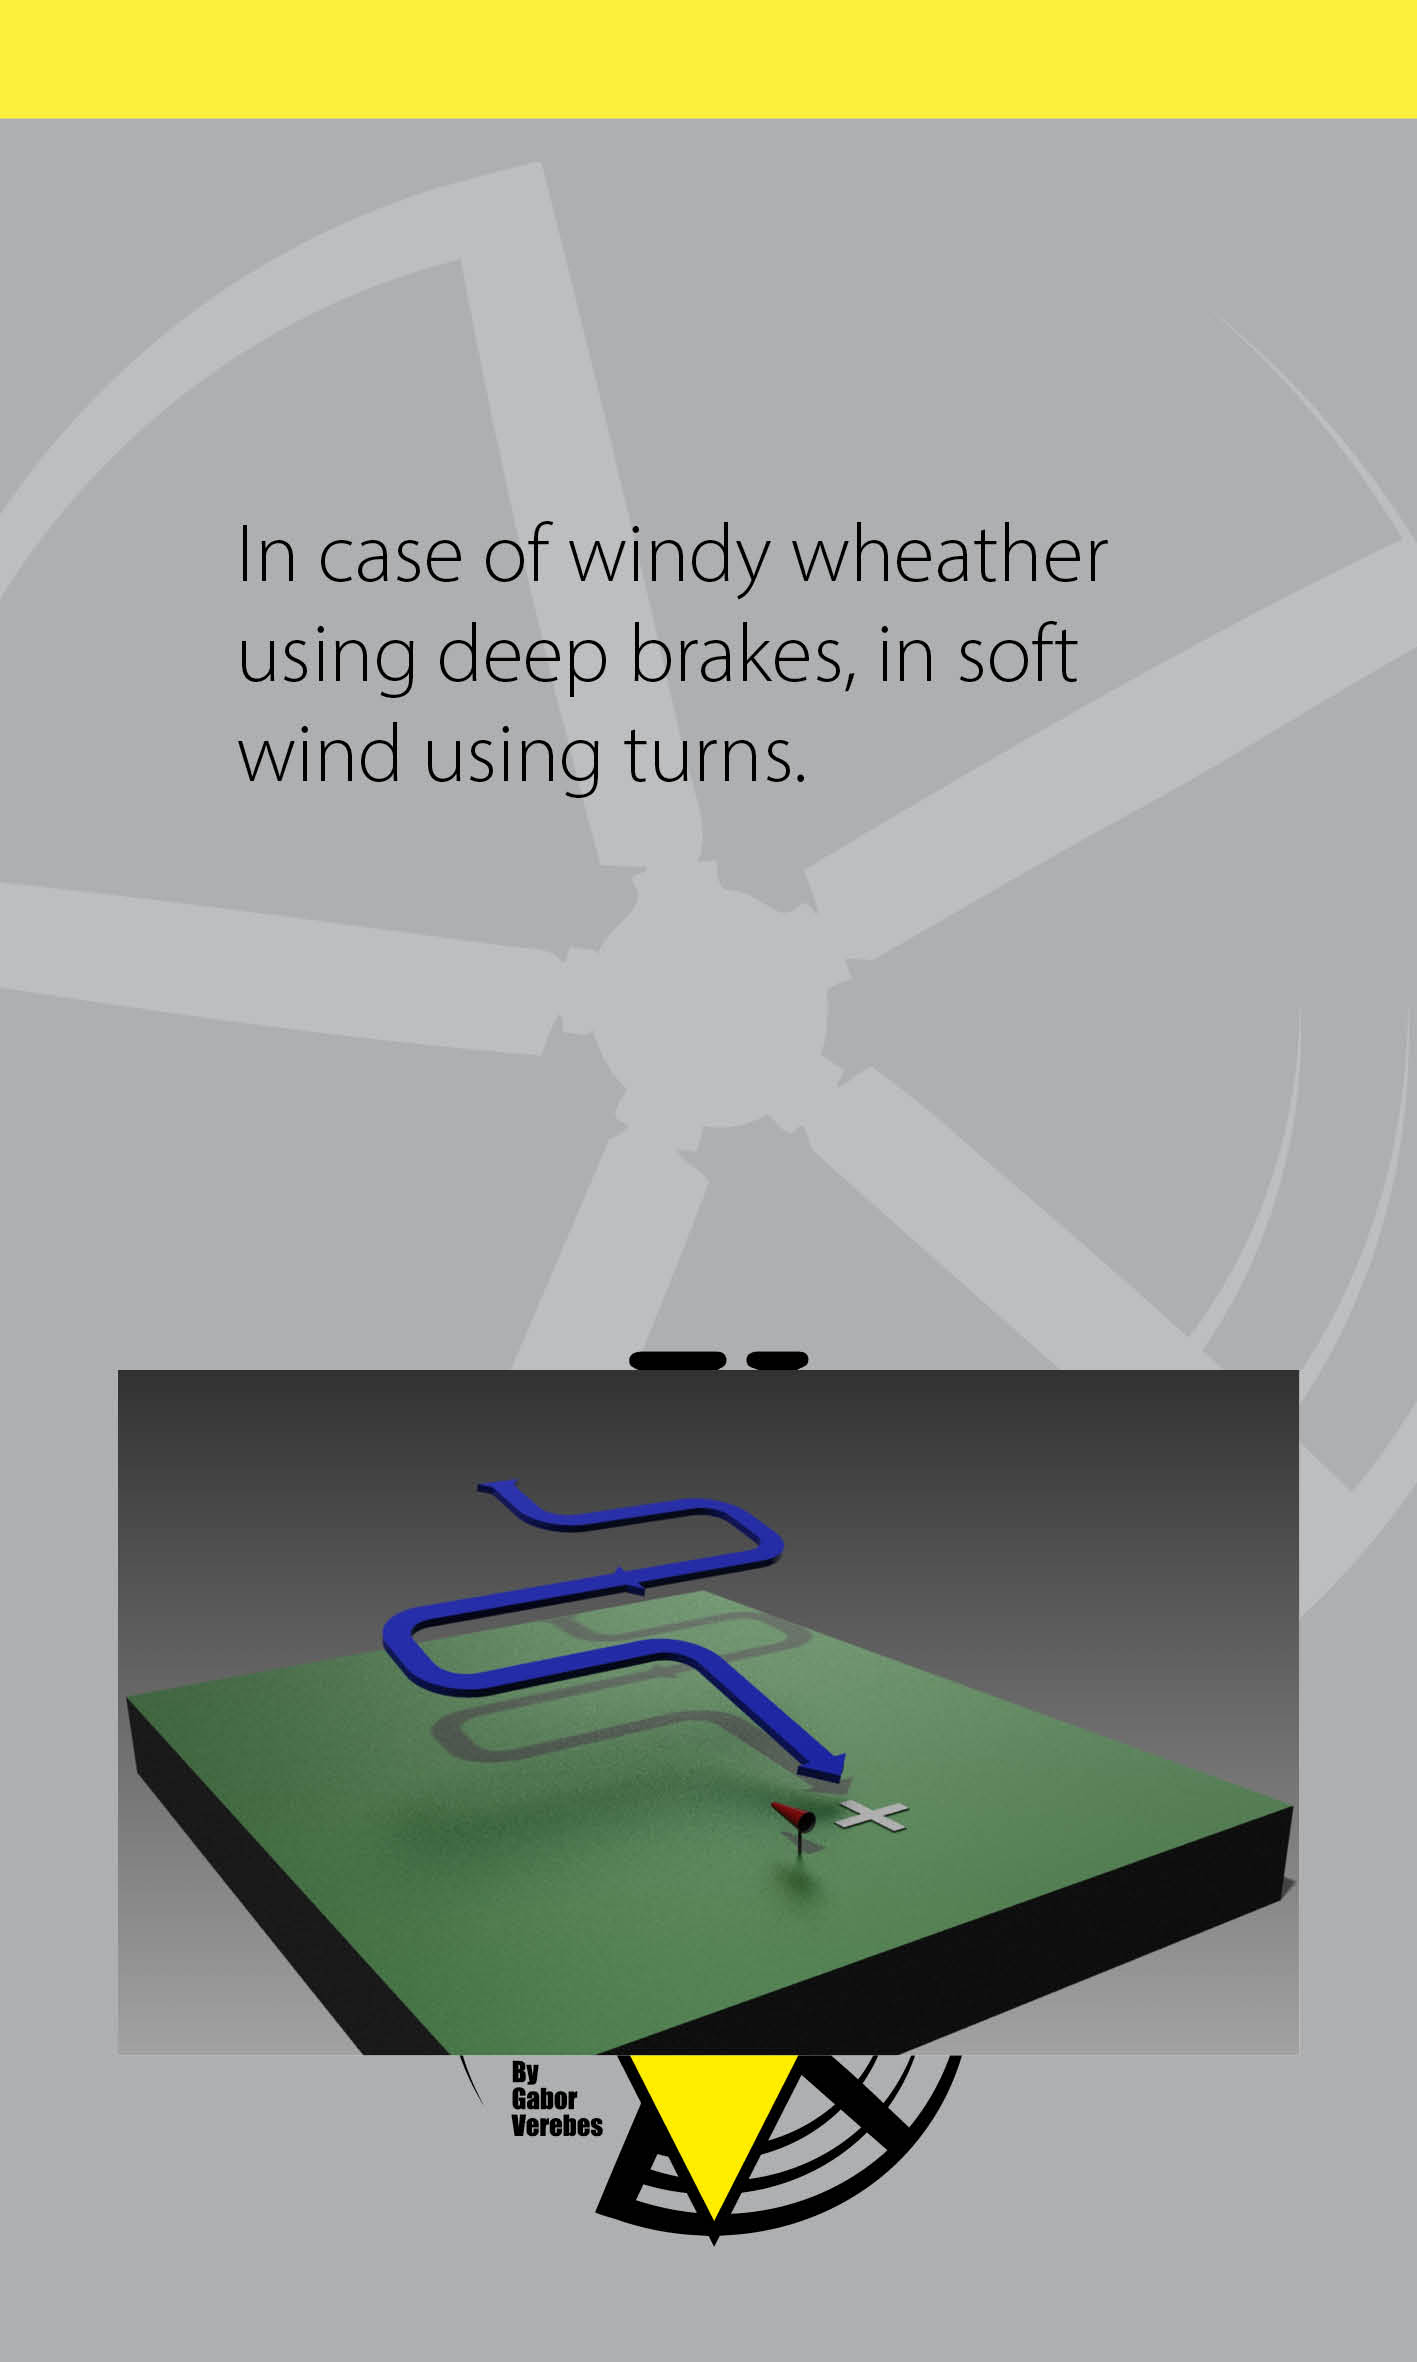 In case of windy wheather
using deep brakes, in soft
wind using turns.
By
Gabor
Verebes